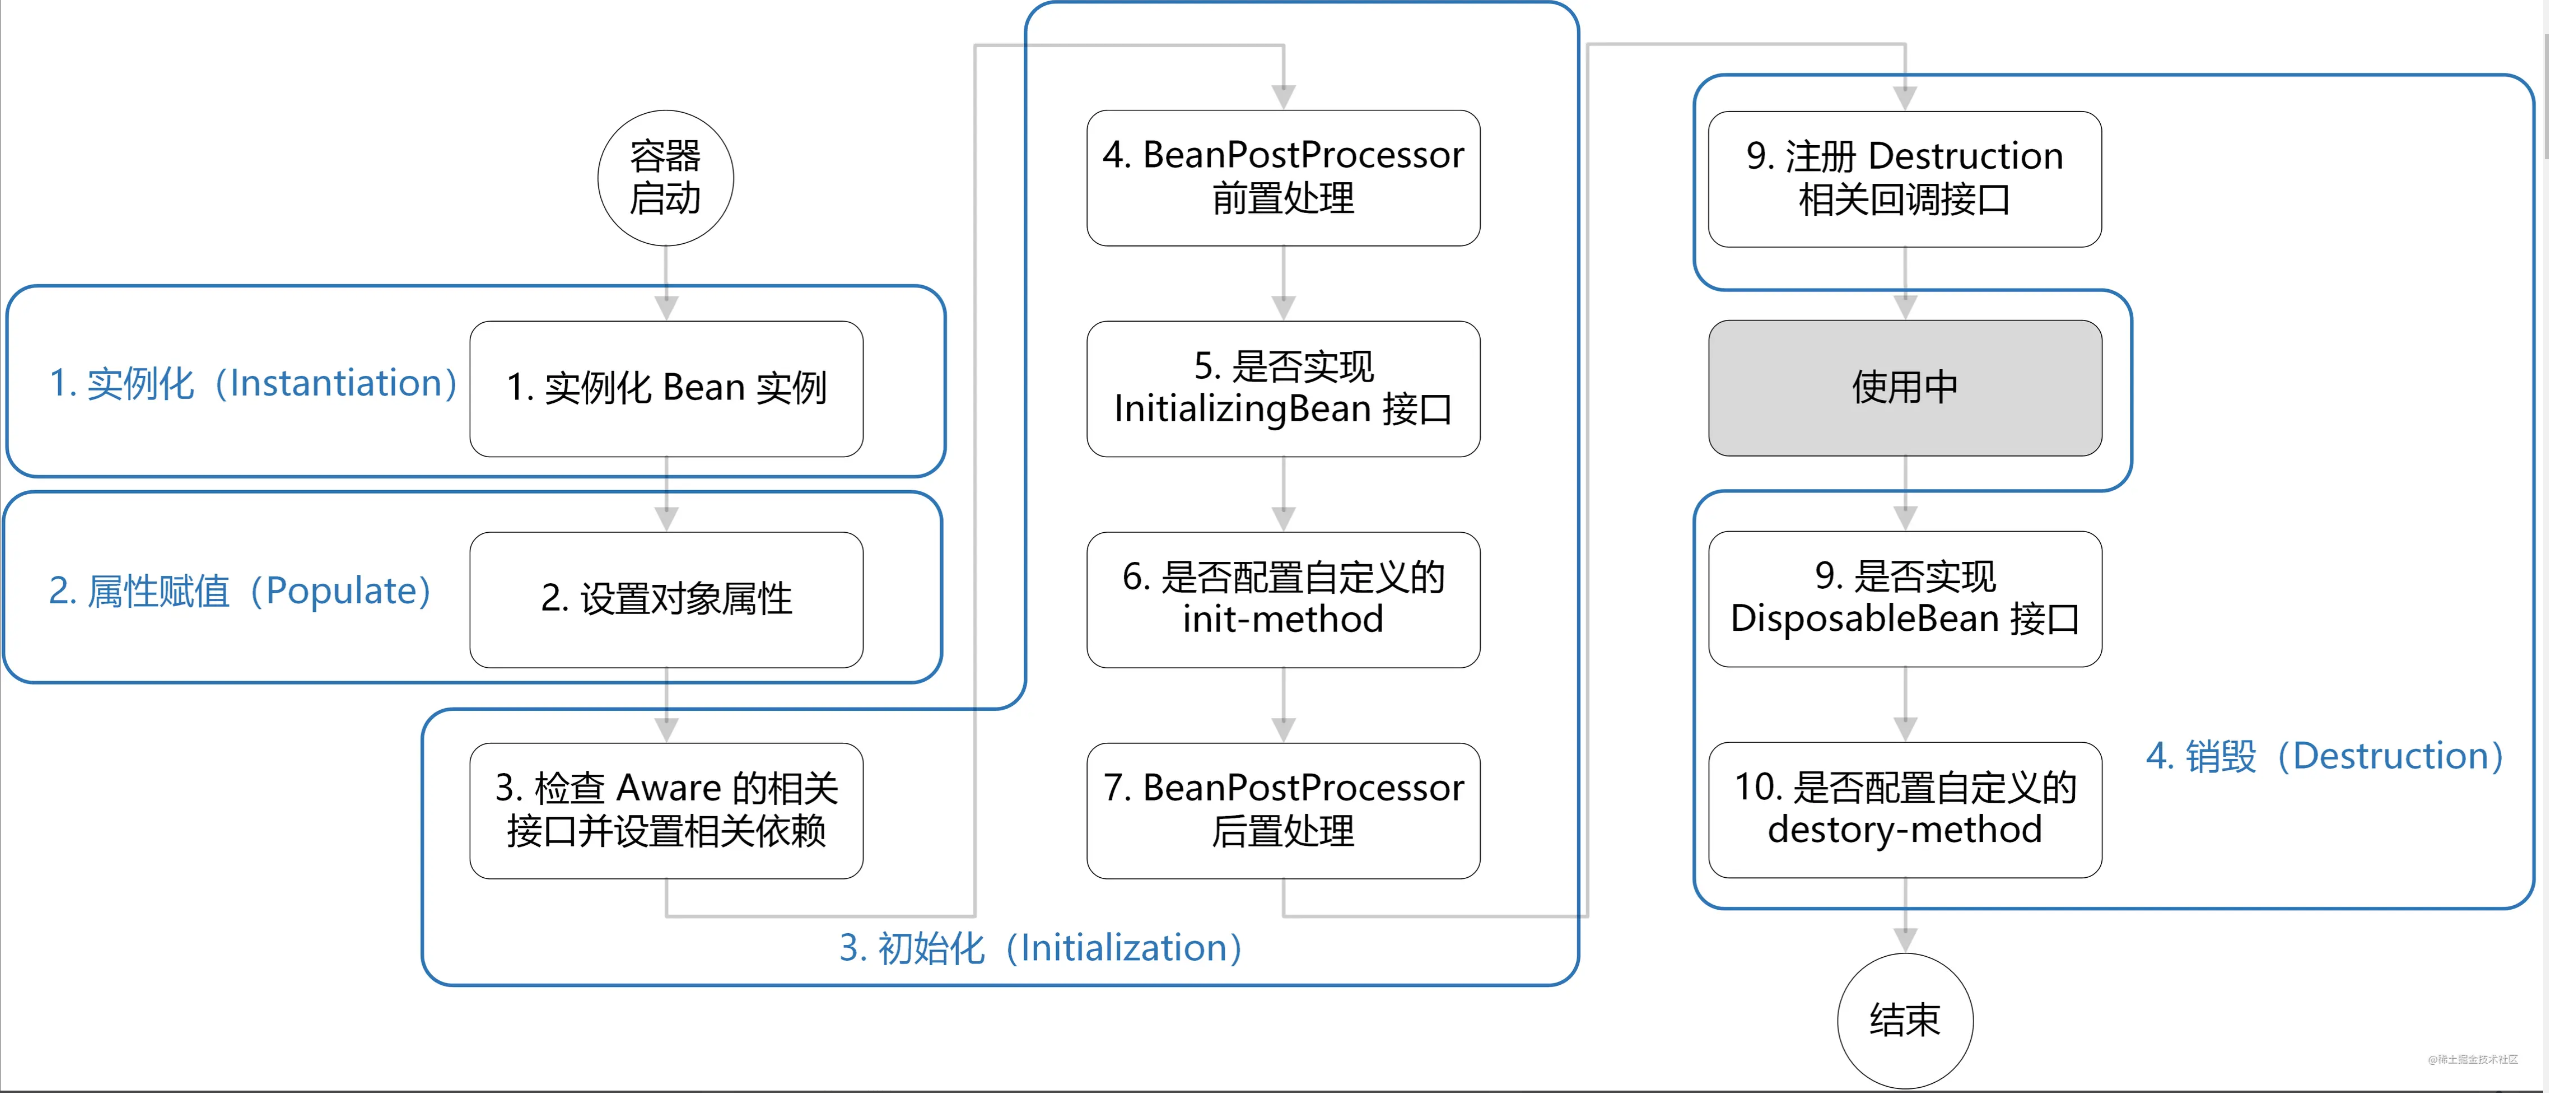 容器
启动
1. 实例化（Instantiation）
1. 实例化 Bean 实例
2. 属性赋值（Populate）
2. 设置对象属性
3. 检查 Aware 的相关
接口并设置相关依赖
4. BeanPostProcessor
前置处理
5. 是否实现
InitializingBean 接口
6. 是否配置自定义的
init-method
7. BeanPostProcessor
后置处理
3. 初始化（Initialization）
9. 注册 Destruction
相关回调接口
使用中
9. 是否实现
DisposableBean 接口
10. 是否配置自定义的
destory-method
4. 销毁（Destruction）
结束
@稀土掘金技术社区